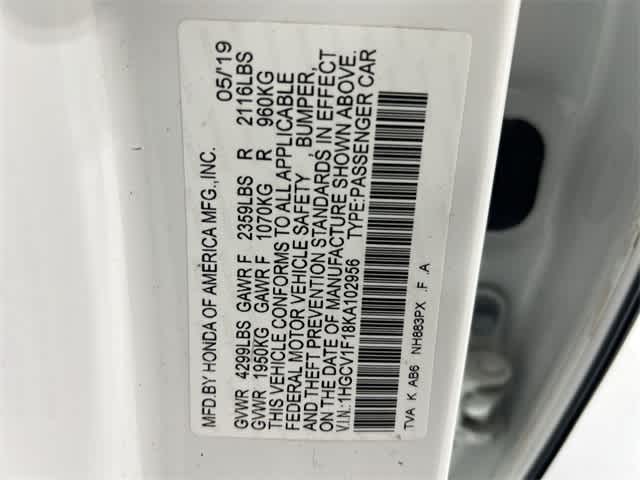 MFD.BY HONDA OF AMERICA MFG.,INC. 05/'19
GVWR 4299LBS GAWR F 2359LBS R 2116LBS
GVWR 1950KG GAWR F 1070KG R 960KG
THIS VEHICLE CONFORMS TO ALL APPLICABLE
FEDERAL MOTOR VEHICLE SAFETY , BUMPER,
AND THEFT PREVENTION STANDARDS IN EFFECT
ON THE DATE OF MANUFACTURE SHOWN ABOVE.
V.I.N.:1HGCV1F18KA102956 TYPE:PASSENGER CAR
TVA K AB6 NH883PX .F .A